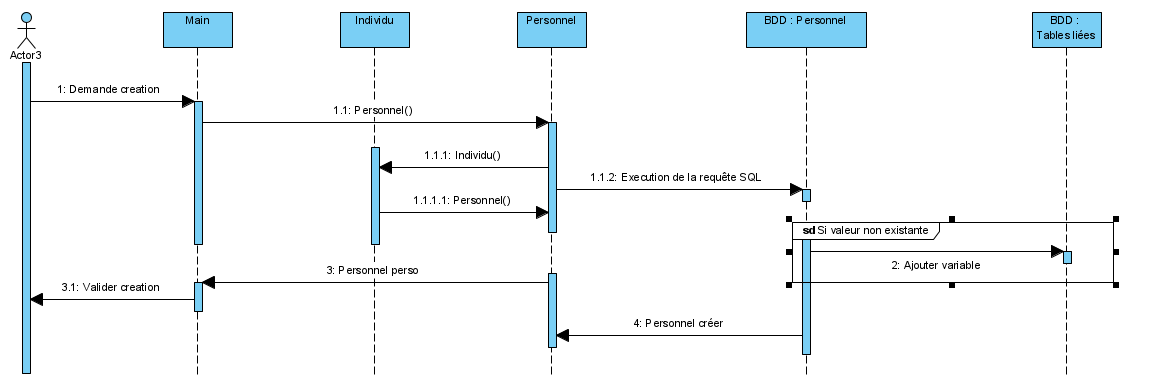 Main
Individu
Personnel
BDD : Personnel
BDD :
Tables liées
Actor3
1: Demande creation
1.1: Personnel()
1.1.1: Individu()
1.1.2: Execution de la requête SQL
1.1.1.1: Personnel()
sd Si valeur non existante
2: Ajouter variable
3: Personnel perso
3.1: Valider creation
4: Personnel créer